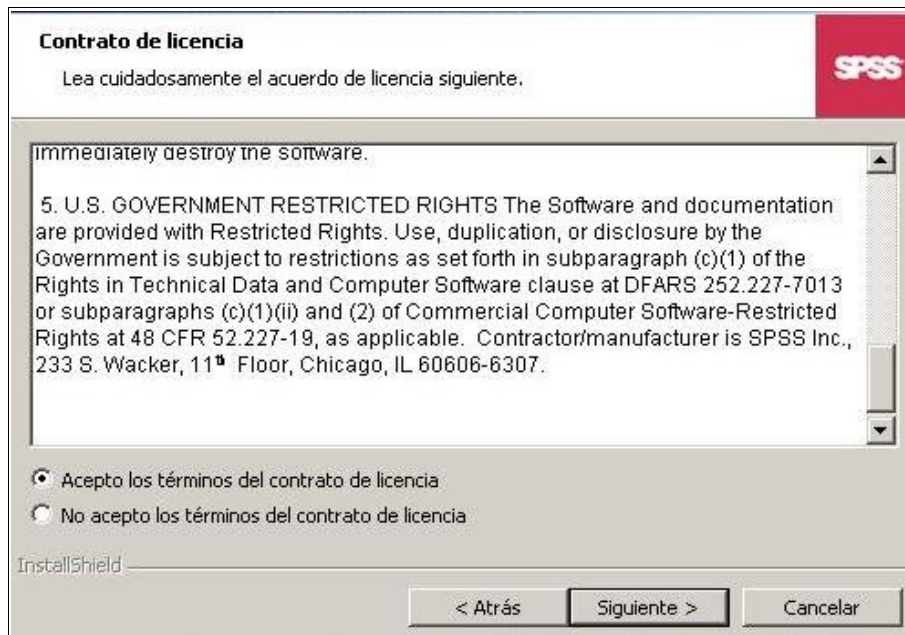 Contrato de licencia
Lea cuidadosamente el acuerdo de licencia siguiente.
SPSS
immediately destroy the software.
5. U.S. GOVERNMENT RESTRICTED RIGHTS The Software and documentation
are provided with Restricted Rights. Use, duplication, or disclosure by the
Government is subject to restrictions as set forth in subparagraph (c)(1) of the
Rights in Technical Data and Computer Software clause at DFARS 252.227-7013
or subparagraphs (c)(1)(ii) and (2) of Commercial Computer Software-Restricted
Rights at 48 CFR 52.227-19, as applicable.  Contractor/manufacturer is SPSS Inc.,
233 S. Wacker, 11th Floor, Chicago, IL 60606-6307.
Acepto los términos del contrato de licencia
No acepto los términos del contrato de licencia
InstallShield
< Atrás
Siguiente >
Cancelar